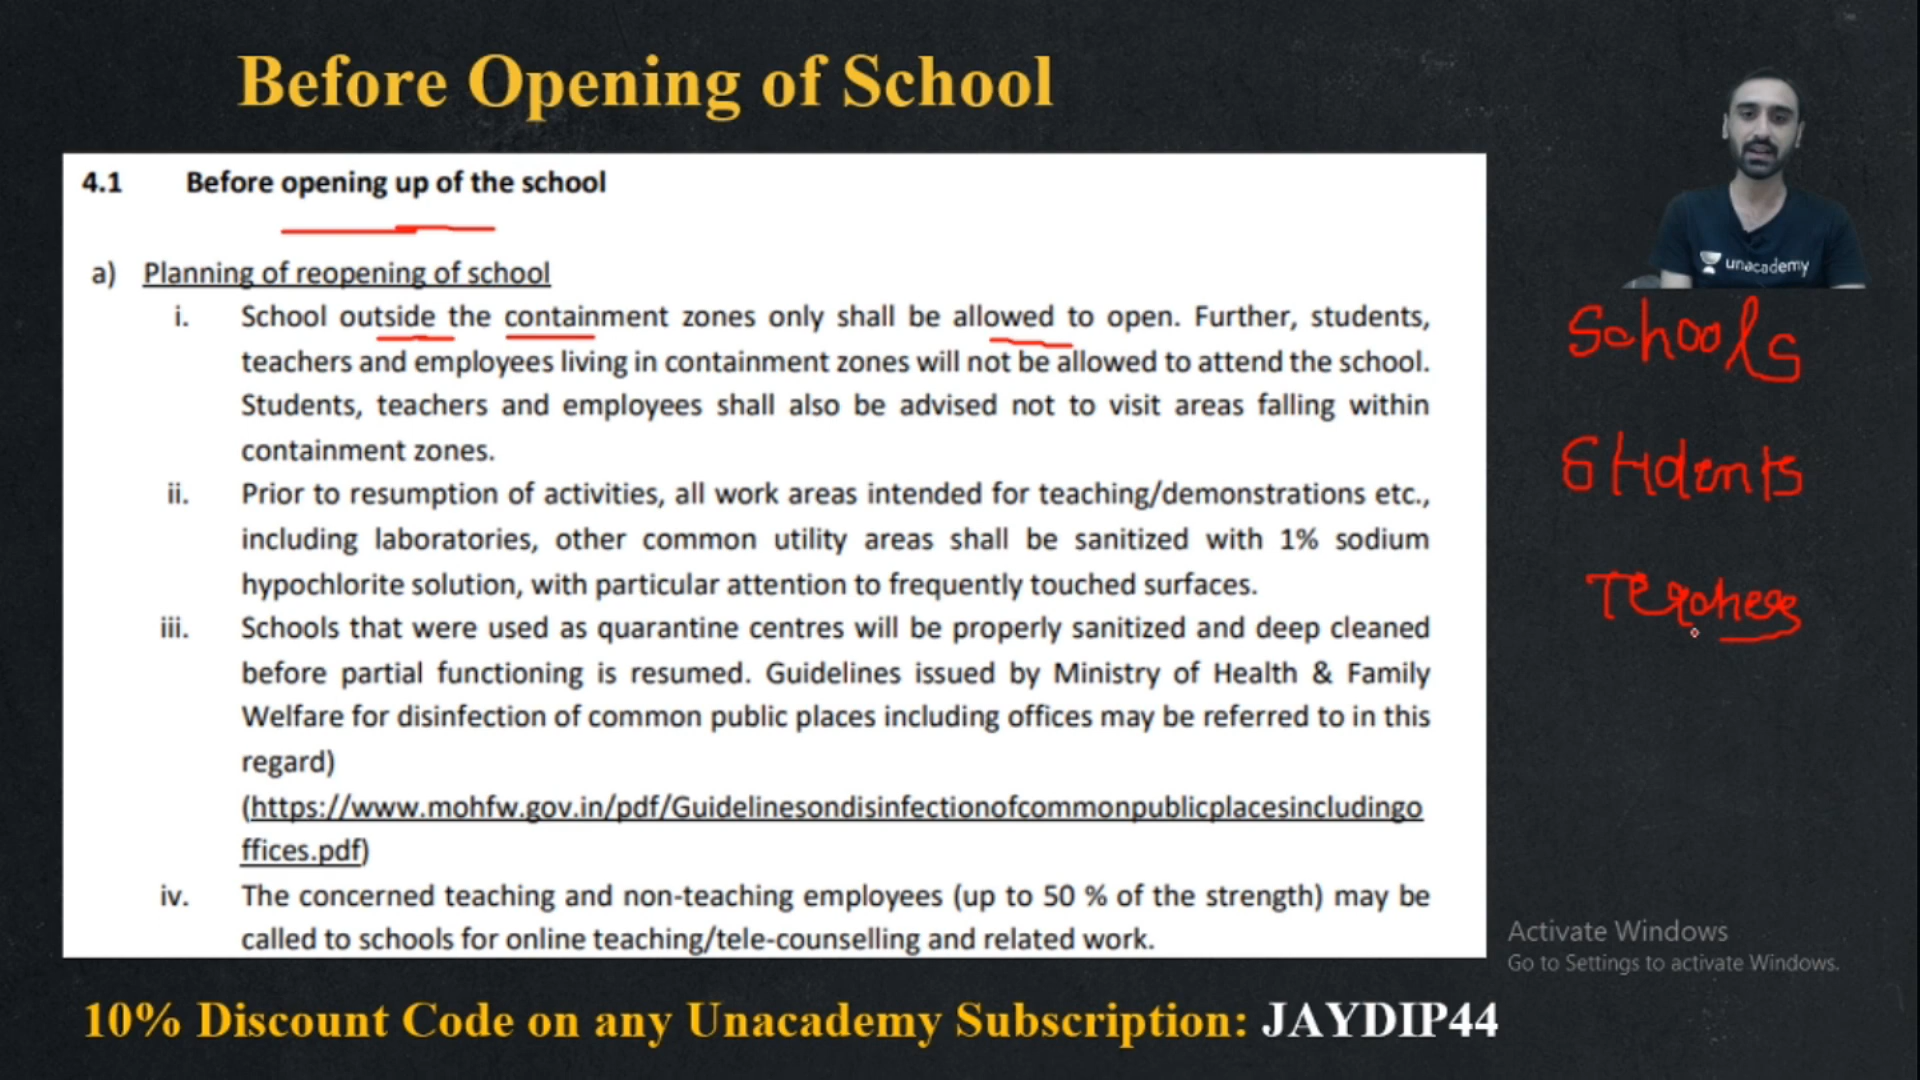 Before Opening of School
4.1 Before opening up of the school
a) Planning of reopening of school
i. School outside the containment zones only shall be allowed to open. Further, students,
teachers and employees living in containment zones will not be allowed to attend the school.
Students, teachers and employees shall also be advised not to visit areas falling within
containment zones.
ii. Prior to resumption of activities, all work areas intended for teaching/demonstrations etc.,
including laboratories, other common utility areas shall be sanitized with 1% sodium
hypochlorite solution, with particular attention to frequently touched surfaces.
iii. Schools that were used as quarantine centres will be properly sanitized and deep cleaned
before partial functioning is resumed. Guidelines issued by Ministry of Health & Family
Welfare for disinfection of common public places including offices may be referred to in this
regard)
(https://www.mohfw.gov.in/pdf/Guidelinesondisinfectionofcommonpublicplacesincludingo
ffices.pdf)
iv. The concerned teaching and non-teaching employees (up to 50 % of the strength) may be
called to schools for online teaching/tele-counselling and related work.
unacademy
Schools
Stdents
Teachers
Activate Windows
Go to Settings to activate Windows.
10% Discount Code on any Unacademy Subscription: JAYDIP44